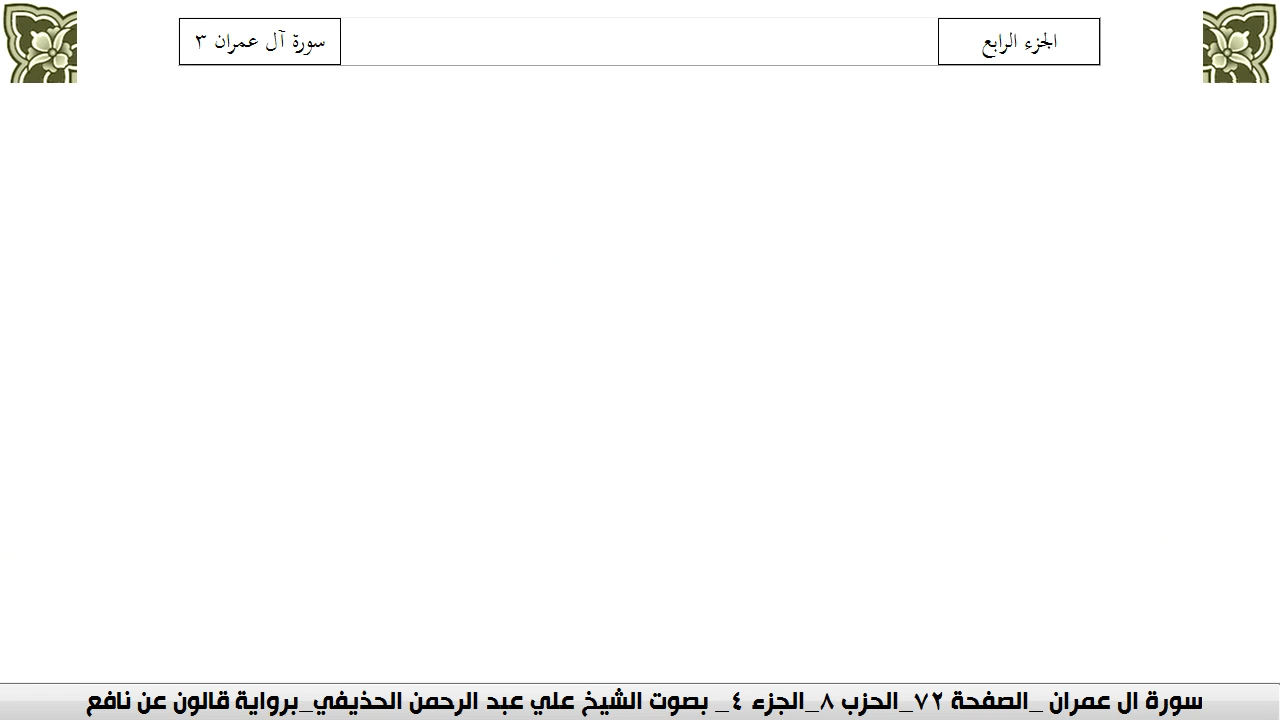 الجزء الرابع
سورة آل عمران ٣
سورة ال عمران _الصفحة ٧٢_الحزب ٨_الجزء ٤_ بصوت الشيخ علي عبد الرحمن الحذيفي_برواية قالون عن نافع